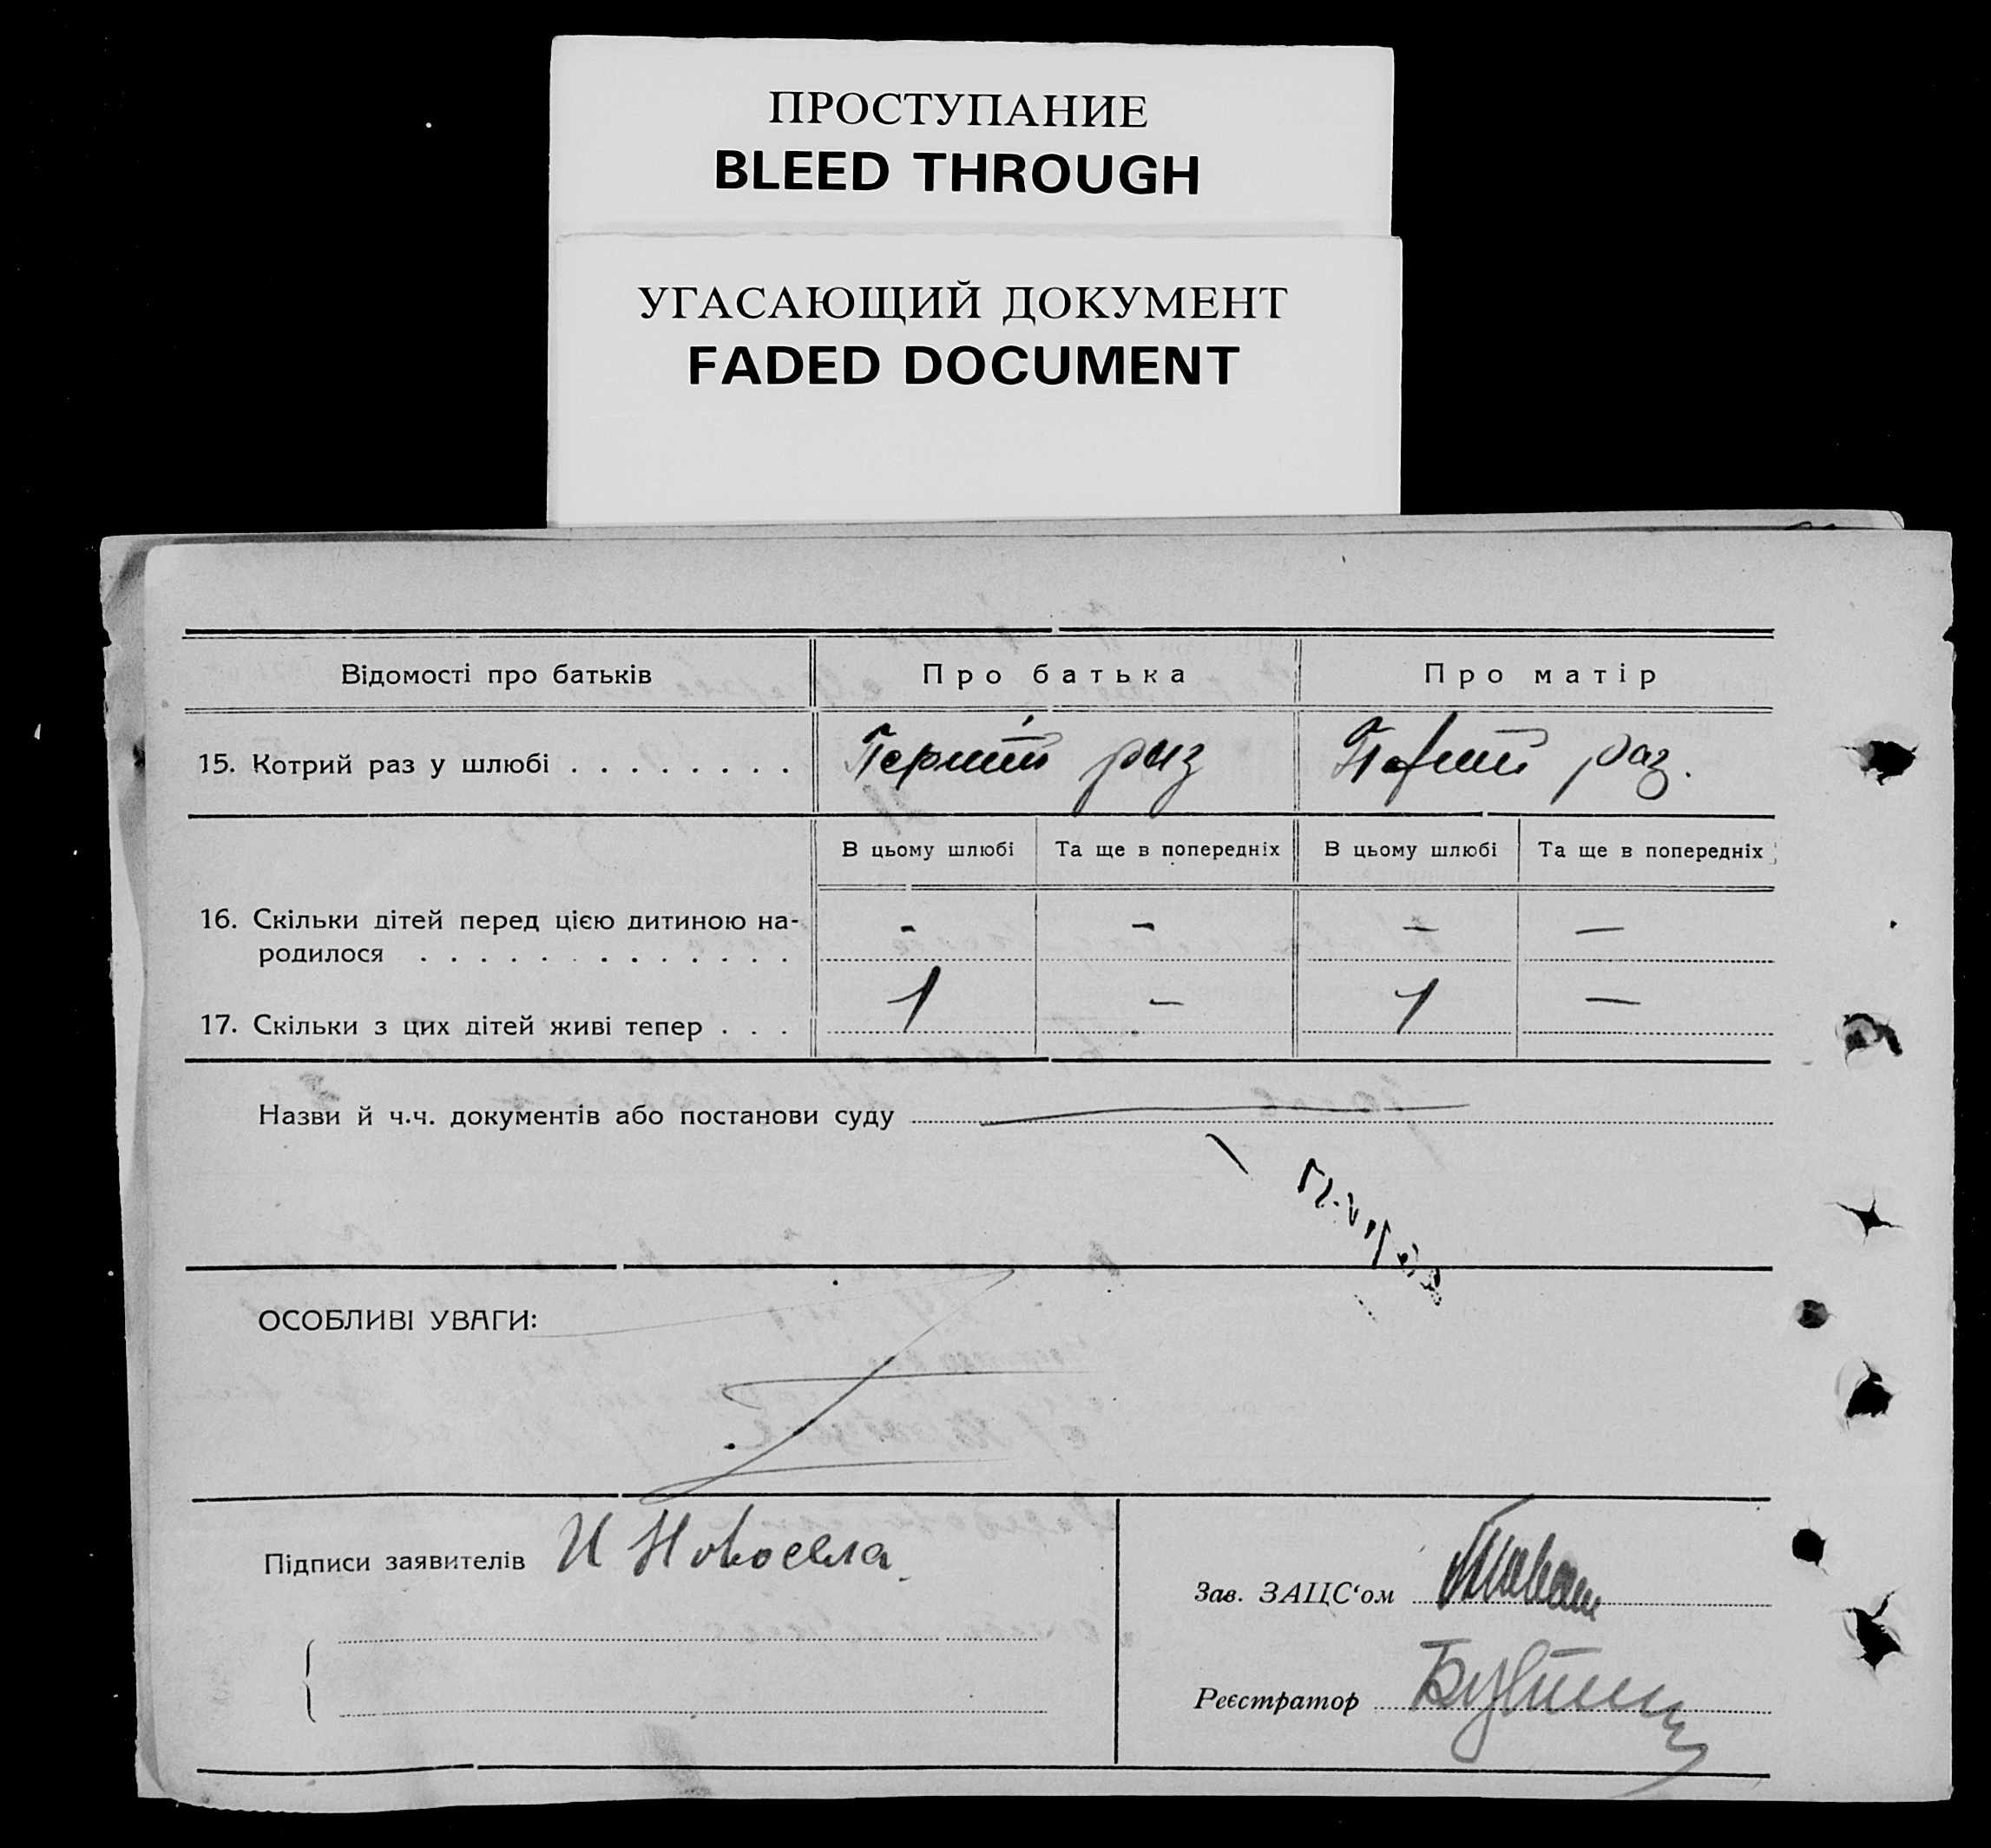 ПРОСТУПАНИЕ
BLEED THROUGH
УГАСАЮЩИЙ ДОКУМЕНТ
FADED DOCUMENT
Відомості про батьків Про батька Про матір
15. Котрий раз у шлюбі . . . . . . . . Перший раз Перший раз.
В цьому шлюбі Та ще в попередніх В цьому шлюбі Та ще в попередніх
16. Скільки дітей перед цією дитиною на- - - - —
родилося . . . . . . . . . . . . .
17. Скільки з цих дітей живі тепер . . . 1 - 1 —
Назви й ч.ч. документів або постанови суду
ОСОБЛИВІ УВАГИ:
Підписи заявителів И Новосела
Зав. ЗАЦС‘ом
Реєстратор